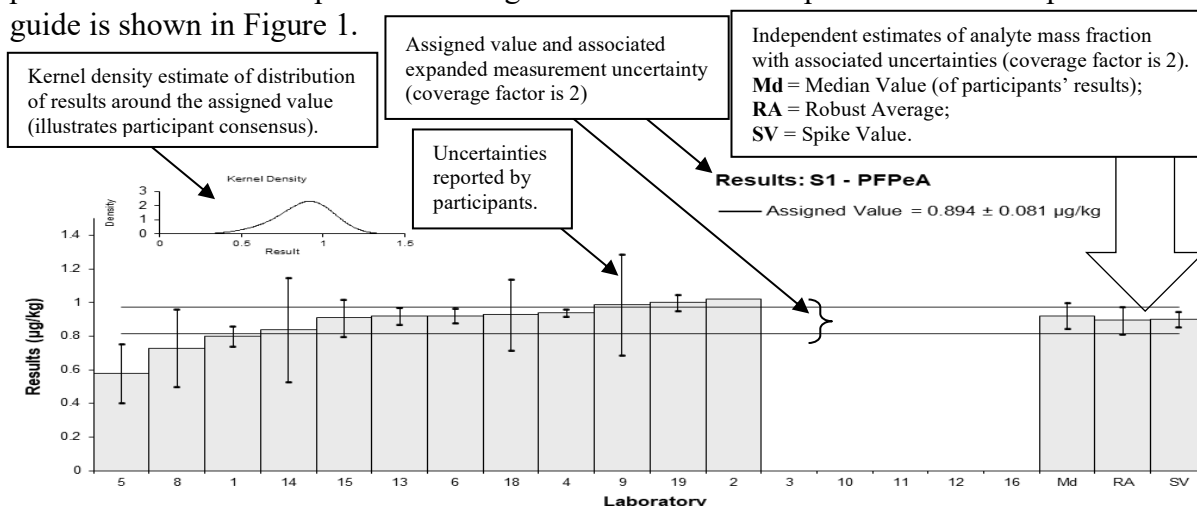 guide is shown in Figure 1.
Kernel density estimate of distribution
of results around the assigned value
(illustrates participant consensus).
Assigned value and associated
expanded measurement uncertainty
(coverage factor is 2)
Independent estimates of analyte mass fraction
with associated uncertainties (coverage factor is 2).
Md = Median Value (of participants' results);
RA = Robust Average;
SV = Spike Value.
Uncertainties
reported by
participants.
Kernel Density
Density
3
2
1
0
0 0.5 1 1.5
Result
Results: S1 - PFPeA
Assigned Value = 0.894 ± 0.081 µg/kg
Results (µg/kg)
1.4
1.2
1
0.8
0.6
0.4
0.2
0
5 8 1 14 15 13 6 18 4 9 19 2 3 10 11 12 16 Md RA SV
Laboratory